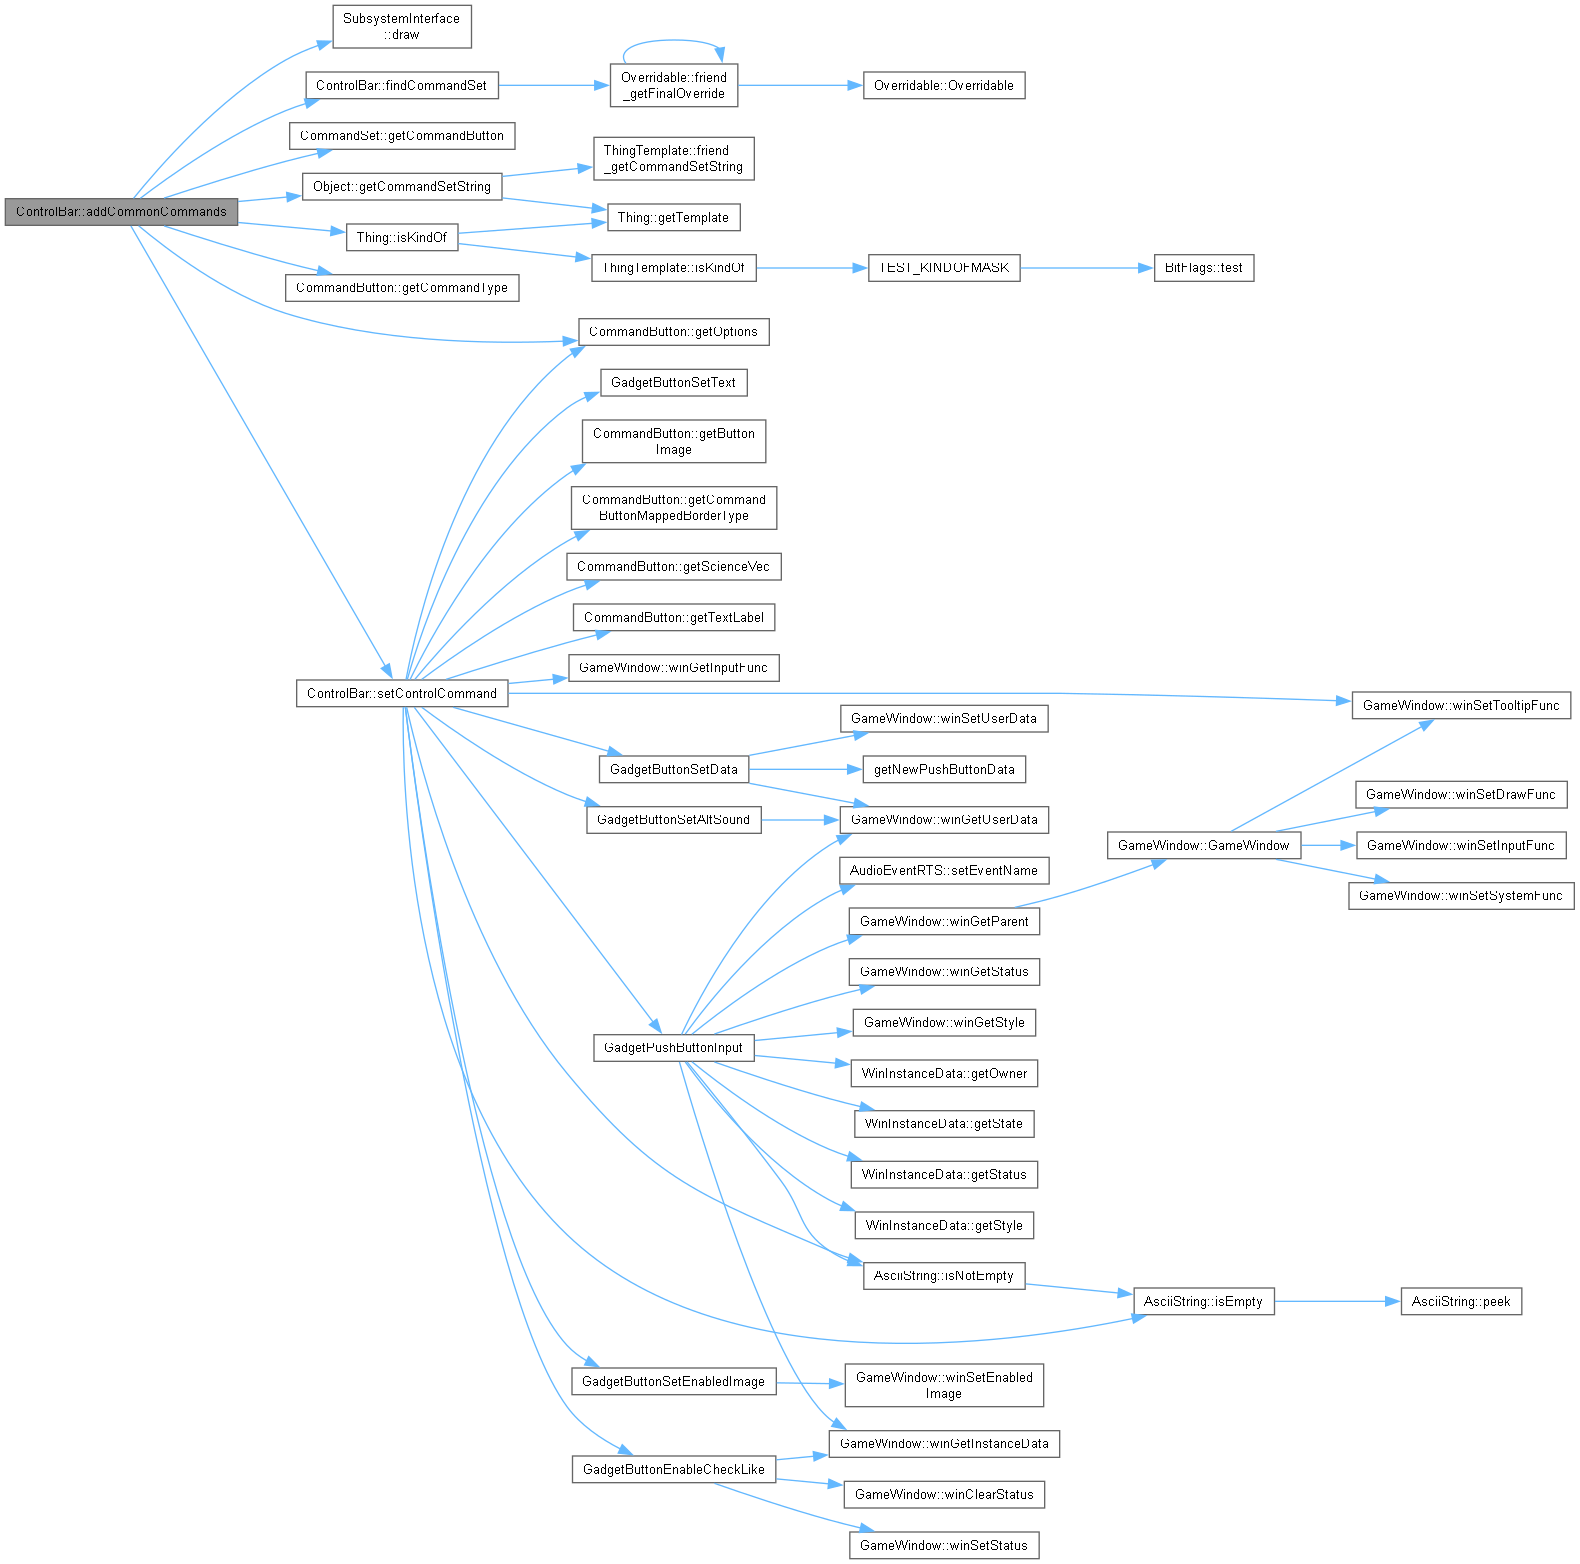 SubsystemInterface
::draw
ControlBar::findCommandSet
Overridable::friend
_getFinalOverride
Overridable::Overridable
CommandSet::getCommandButton
ThingTemplate::friend
_getCommandSetString
Object::getCommandSetString
ControlBar::addCommonCommands
Thing::getTemplate
Thing::isKindOf
ThingTemplate::isKindOf
TEST_KINDOFMASK
BitFlags::test
CommandButton::getCommandType
CommandButton::getOptions
GadgetButtonSetText
CommandButton::getButton
Image
CommandButton::getCommand
ButtonMappedBorderType
CommandButton::getScienceVec
CommandButton::getTextLabel
GameWindow::winGetInputFunc
ControlBar::setControlCommand
GameWindow::winSetTooltipFunc
GameWindow::winSetUserData
GadgetButtonSetData
getNewPushButtonData
GameWindow::winSetDrawFunc
GadgetButtonSetAltSound
GameWindow::winGetUserData
GameWindow::GameWindow
GameWindow::winSetInputFunc
AudioEventRTS::setEventName
GameWindow::winSetSystemFunc
GameWindow::winGetParent
GameWindow::winGetStatus
GameWindow::winGetStyle
GadgetPushButtonInput
WinInstanceData::getOwner
WinInstanceData::getState
WinInstanceData::getStatus
WinInstanceData::getStyle
AsciiString::isNotEmpty
AsciiString::isEmpty
AsciiString::peek
GadgetButtonSetEnabledImage
GameWindow::winSetEnabled
Image
GameWindow::winGetInstanceData
GadgetButtonEnableCheckLike
GameWindow::winClearStatus
GameWindow::winSetStatus